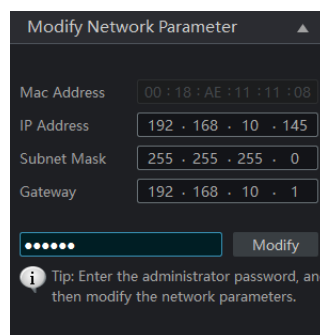 Modify Network Parameter
Mac Address 00 : 18 : AE : 11 : 11 : 08
IP Address 192 . 168 . 10 . 145
Subnet Mask 255 . 255 . 255 . 0
Gateway 192 . 168 . 10 . 1
●●●●●● Modify
Tip: Enter the administrator password, an
then modify the network parameters.